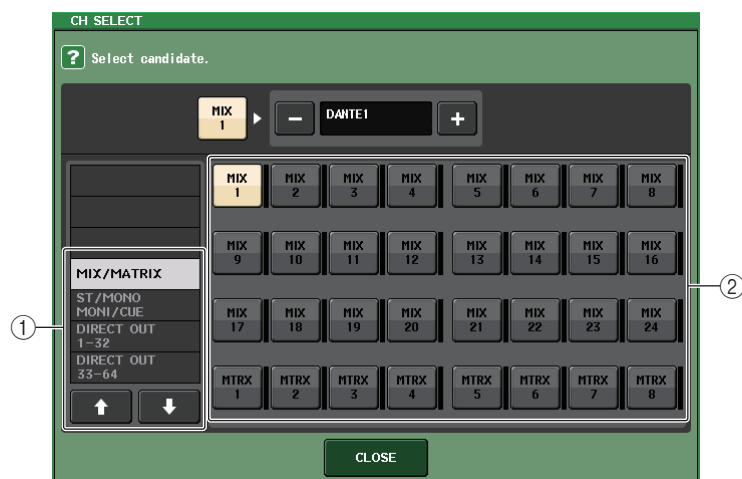 CH SELECT
? Select candidate.
MIX
1
−
DANTE1
+
MIX/MATRIX
ST/MONO
MONI/CUE
DIRECT OUT
1−32
DIRECT OUT
33−64
1
MIX MIX MIX MIX MIX MIX MIX MIX
1 2 3 4 5 6 7 8
MIX MIX MIX MIX MIX MIX MIX MIX
9 10 11 12 13 14 15 16
MIX MIX MIX MIX MIX MIX MIX MIX
17 18 19 20 21 22 23 24
MTRX MTRX MTRX MTRX MTRX MTRX MTRX MTRX
1 2 3 4 5 6 7 8
2
CLOSE